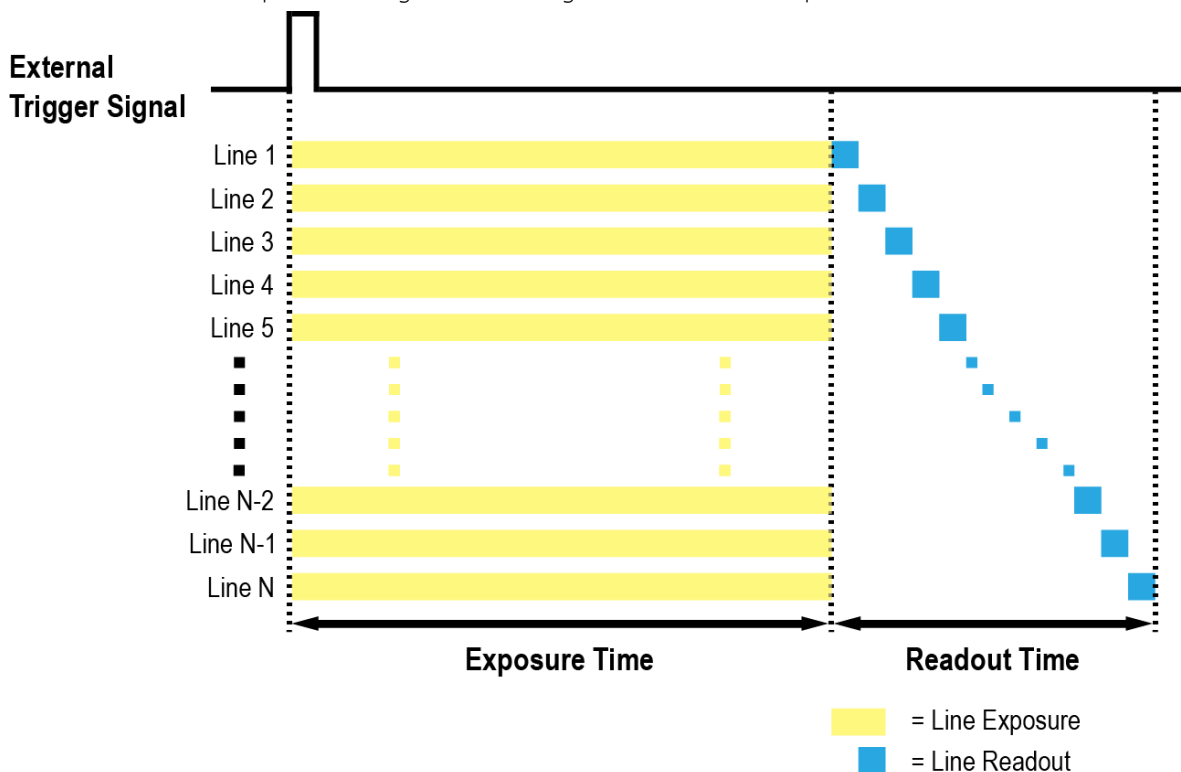 External
Trigger Signal
Line 1
Line 2
Line 3
Line 4
Line 5
Line N-2
Line N-1
Line N
Exposure Time
Readout Time
= Line Exposure
= Line Readout